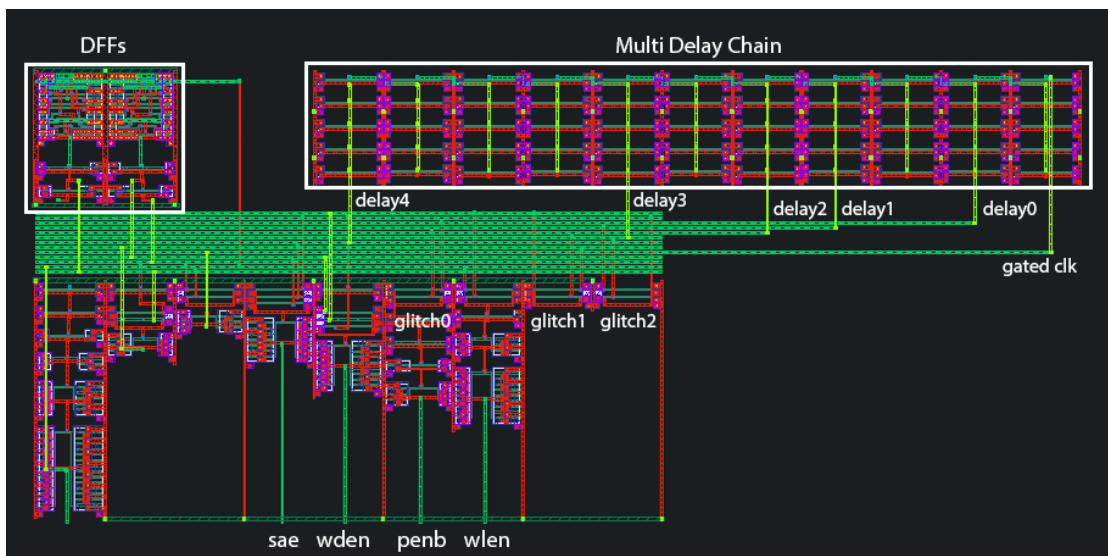 DFFs
Multi Delay Chain
delay4
delay3
delay2
delay1
delay0
gated clk
glitch0
glitch1
glitch2
sae
wden
penb
wlen